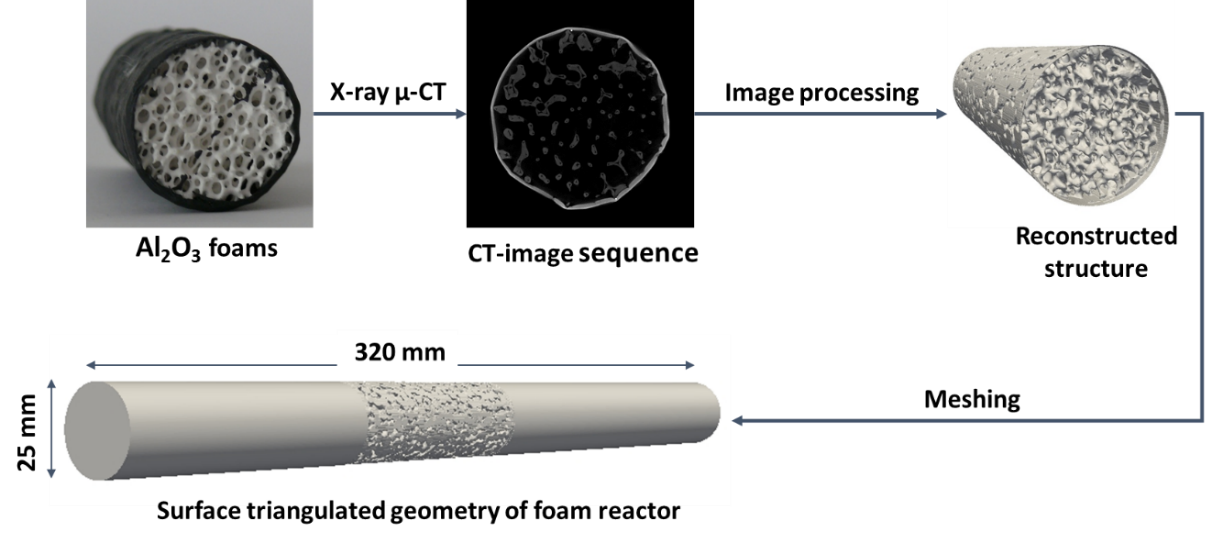 X-ray μ-CT
Image processing
Al₂O₃ foams
CT-image sequence
Reconstructed
structure
320 mm
Meshing
25 mm
Surface triangulated geometry of foam reactor